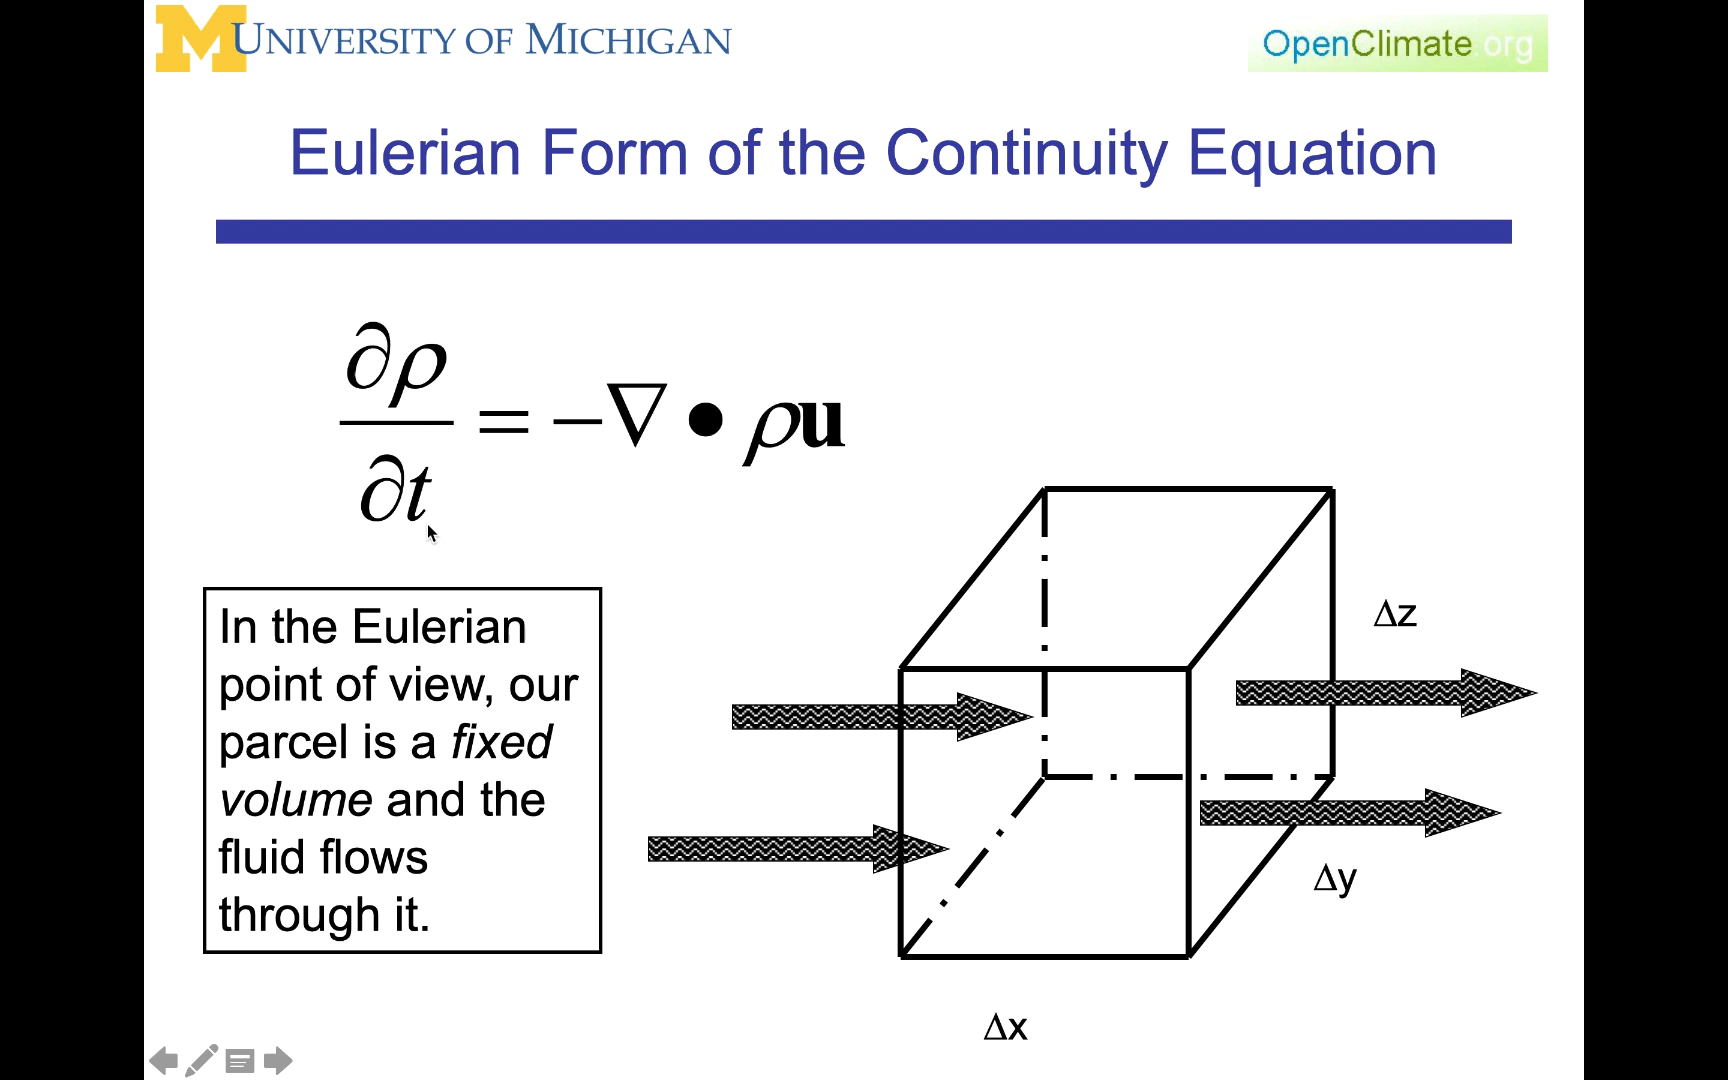 UNIVERSITY OF MICHIGAN
OpenClimate.org
Eulerian Form of the Continuity Equation
∂ρ/∂t = −∇ • ρ𝐮
In the Eulerian
point of view, our
parcel is a fixed
volume and the
fluid flows
through it.
Δz
Δy
Δx